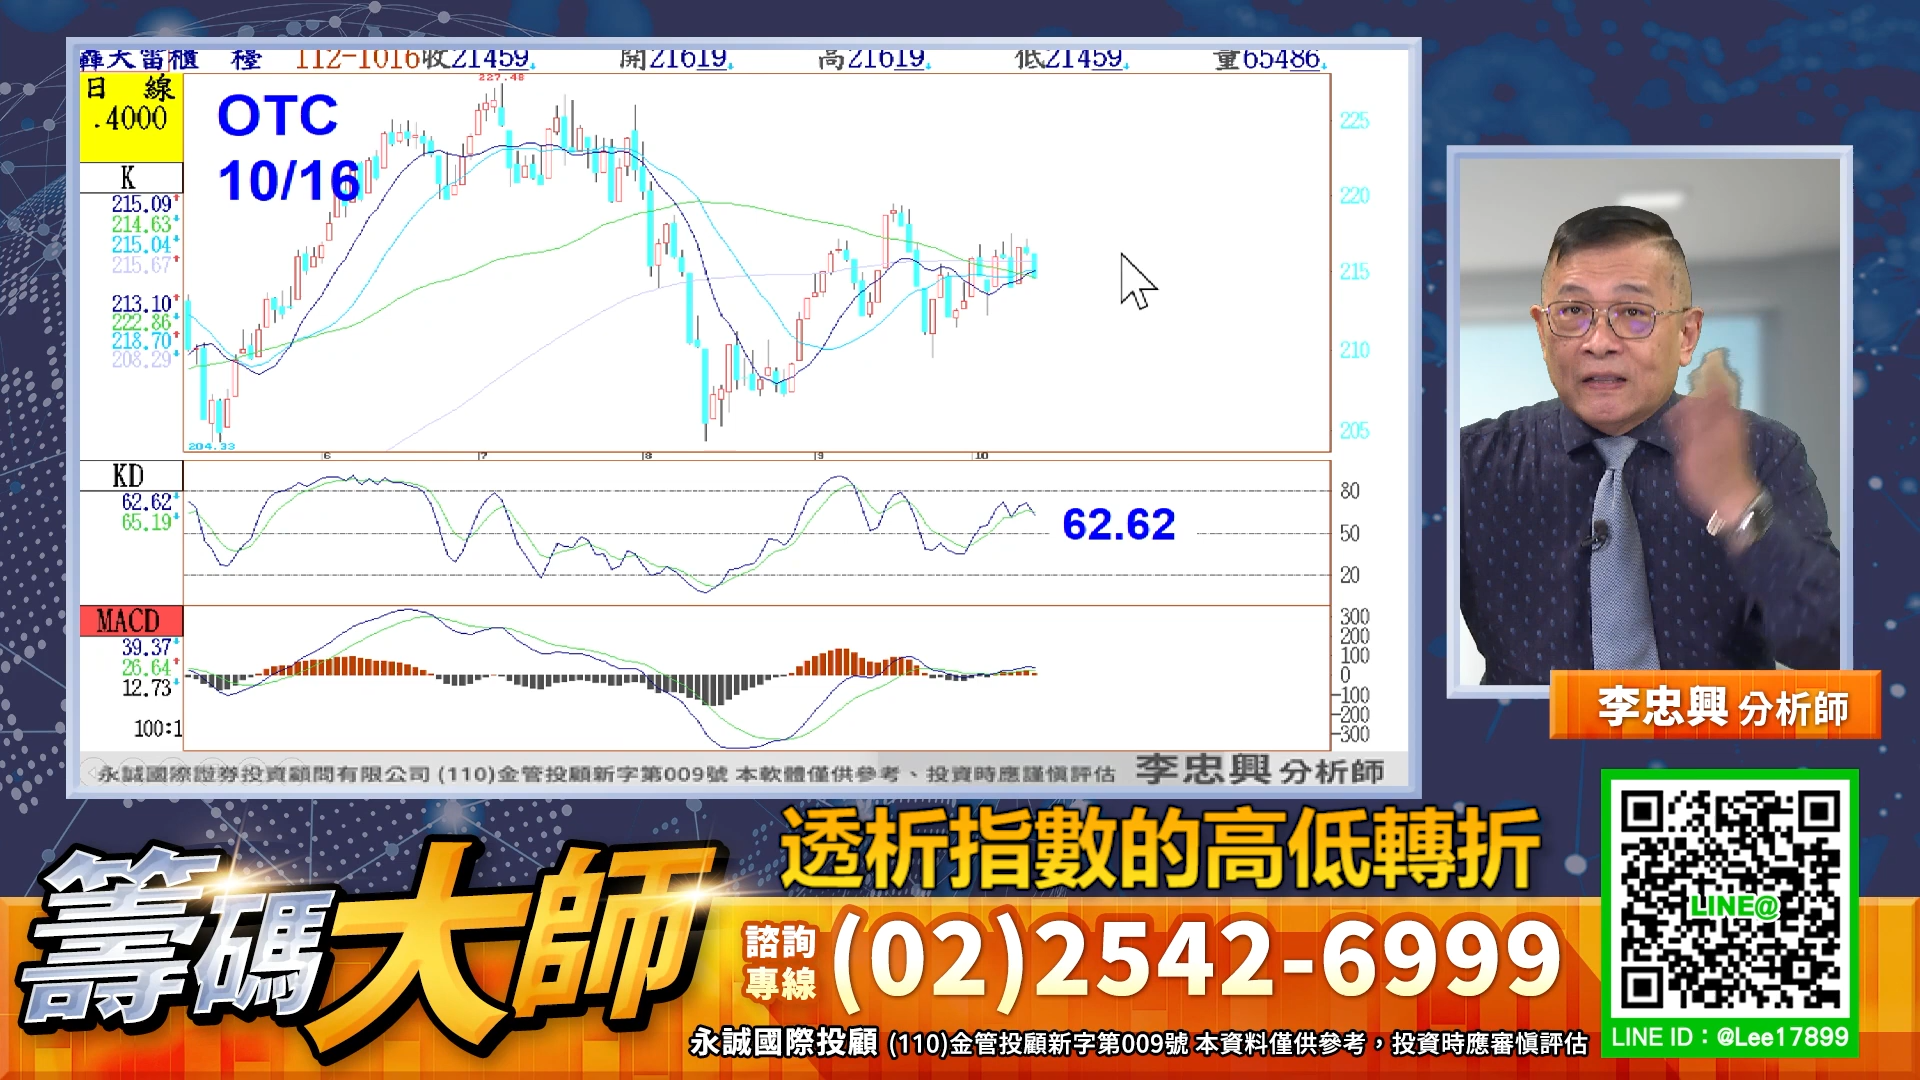 轟天雷櫃 檯 112-1016收21459 開21619 高21619 低21459 量65486
日 線
.4000
OTC
10/16
227.48
204.33
225
220
215
210
205
K
215.09
214.63
215.04
215.67
213.10
222.86
218.70
208.29
6 7 8 9 10
KD
62.62
65.19
62.62
80
50
20
MACD
39.37
26.64
12.73
100:1
300
200
100
0
-100
-200
-300
永誠國際證券投資顧問有限公司 (110)金管投顧新字第009號 本軟體僅供參考、投資時應謹慎評估 李忠興 分析師
李忠興 分析師
透析指數的高低轉折
籌碼大師
諮詢專線 (02)2542-6999
永誠國際投顧 (110)金管投顧新字第009號 本資料僅供參考，投資時應審慎評估
LINE@
LINE ID：@Lee17899